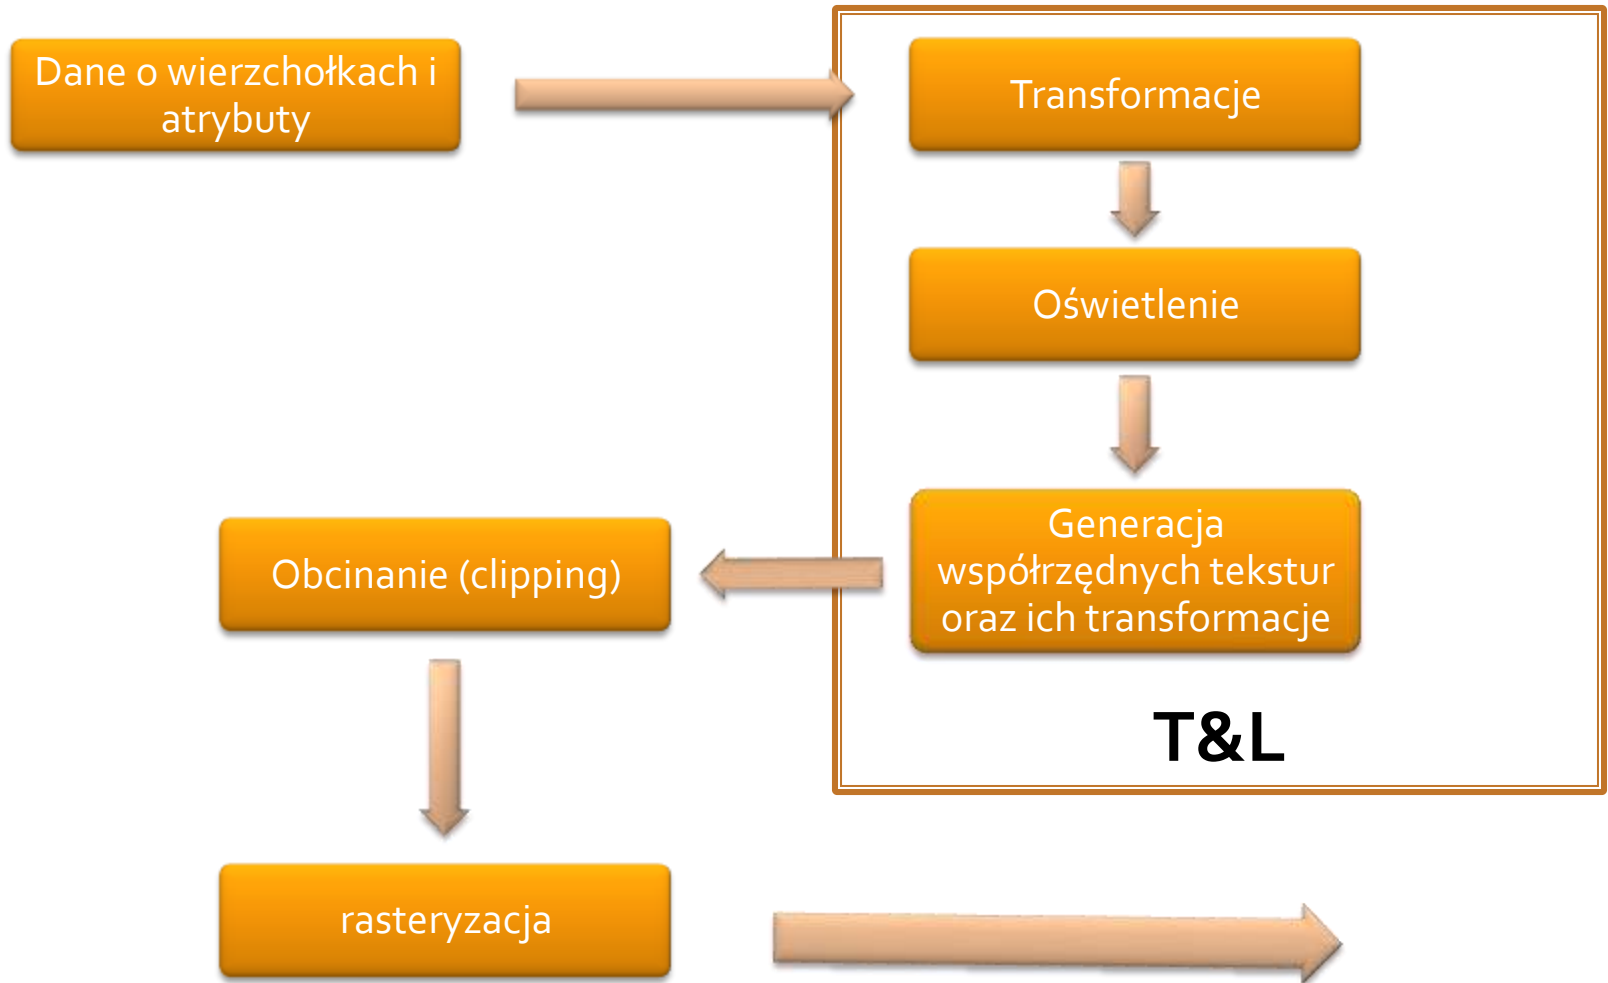 Dane o wierzchołkach i
atrybuty
Transformacje
Oświetlenie
Generacja
współrzędnych tekstur
oraz ich transformacje
T&L
Obcinanie (clipping)
rasteryzacja